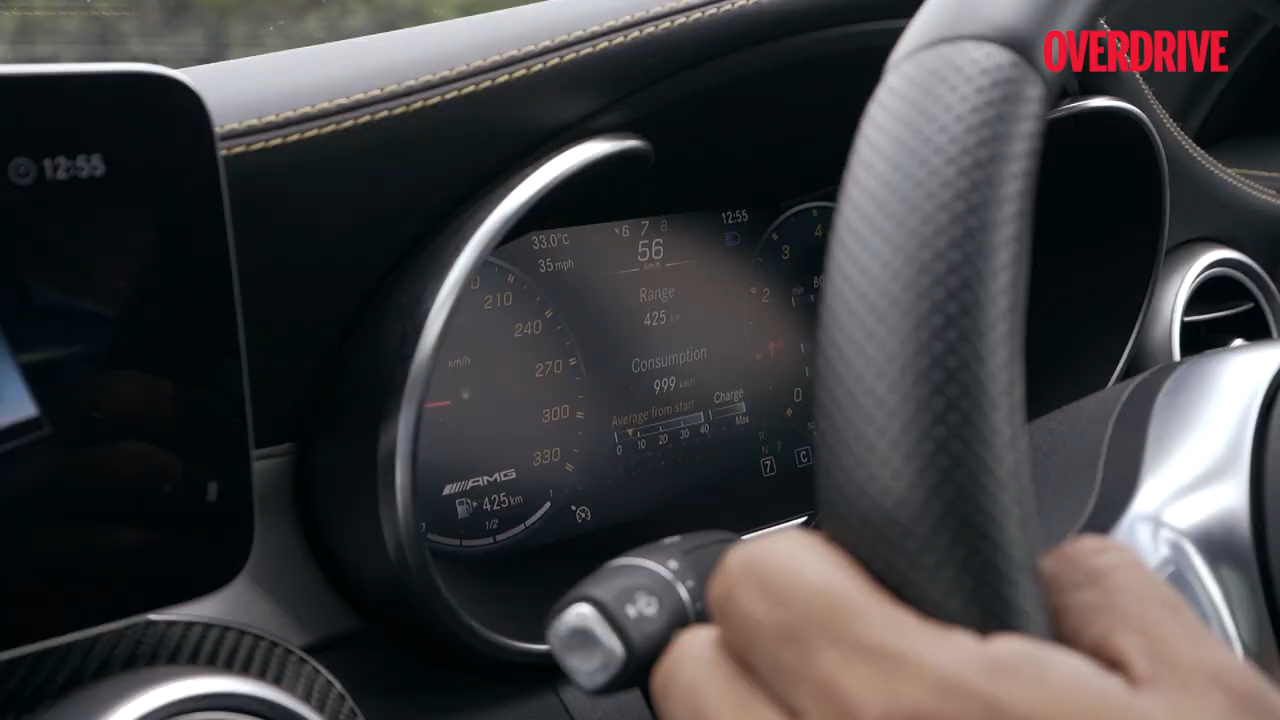 OVERDRIVE
12:55
33.0°C
6 7 8
12:55
35 mph
56
km/h
Range
425 km
Consumption
999 km/l
Average from start
Charge
0 10 20 30 40
Max
210
240
270
300
330
km/h
AMG
425 km
1/2
4
3
2
min
0
R
N P
7
C